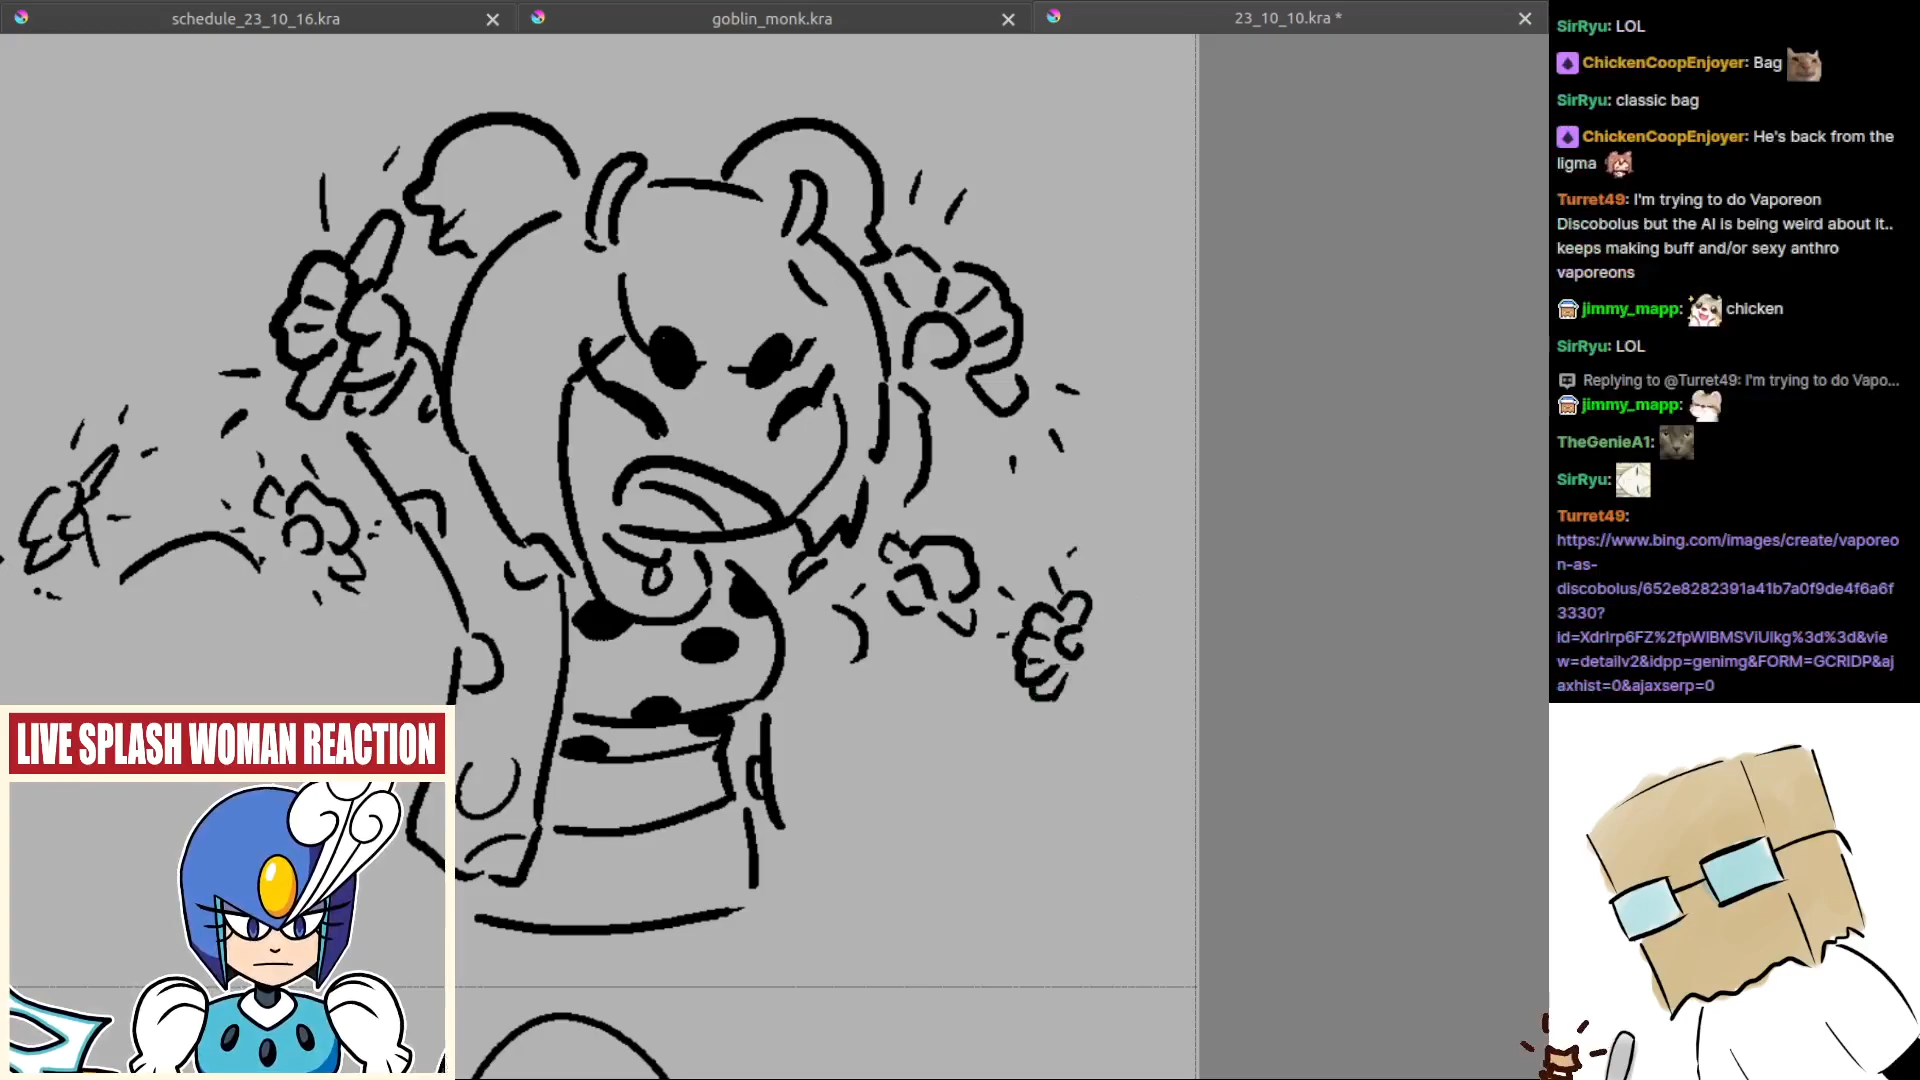 schedule_23_10_16.kra
goblin_monk.kra
23_10_10.kra *
SirRyu: LOL
ChickenCoopEnjoyer: Bag
SirRyu: classic bag
ChickenCoopEnjoyer: He's back from the
ligma
Turret49: I'm trying to do Vaporeon
Discobolus but the AI is being weird about it..
keeps making buff and/or sexy anthro
vaporeons
jimmy_mapp: chicken
SirRyu: LOL
Replying to @Turret49: I'm trying to do Vapo...
jimmy_mapp:
TheGenieA1:
SirRyu:
Turret49:
https://www.bing.com/images/create/vaporeo
n-as-
discobolus/652e8282391a41b7a0f9de4f6a6f
3330?
id=XdrIrp6FZ%2fpWIBMSViUlkg%3d%3d&vie
w=detailv2&idpp=genimg&FORM=GCRIDP&aj
axhist=0&ajaxserp=0
LIVE SPLASH WOMAN REACTION